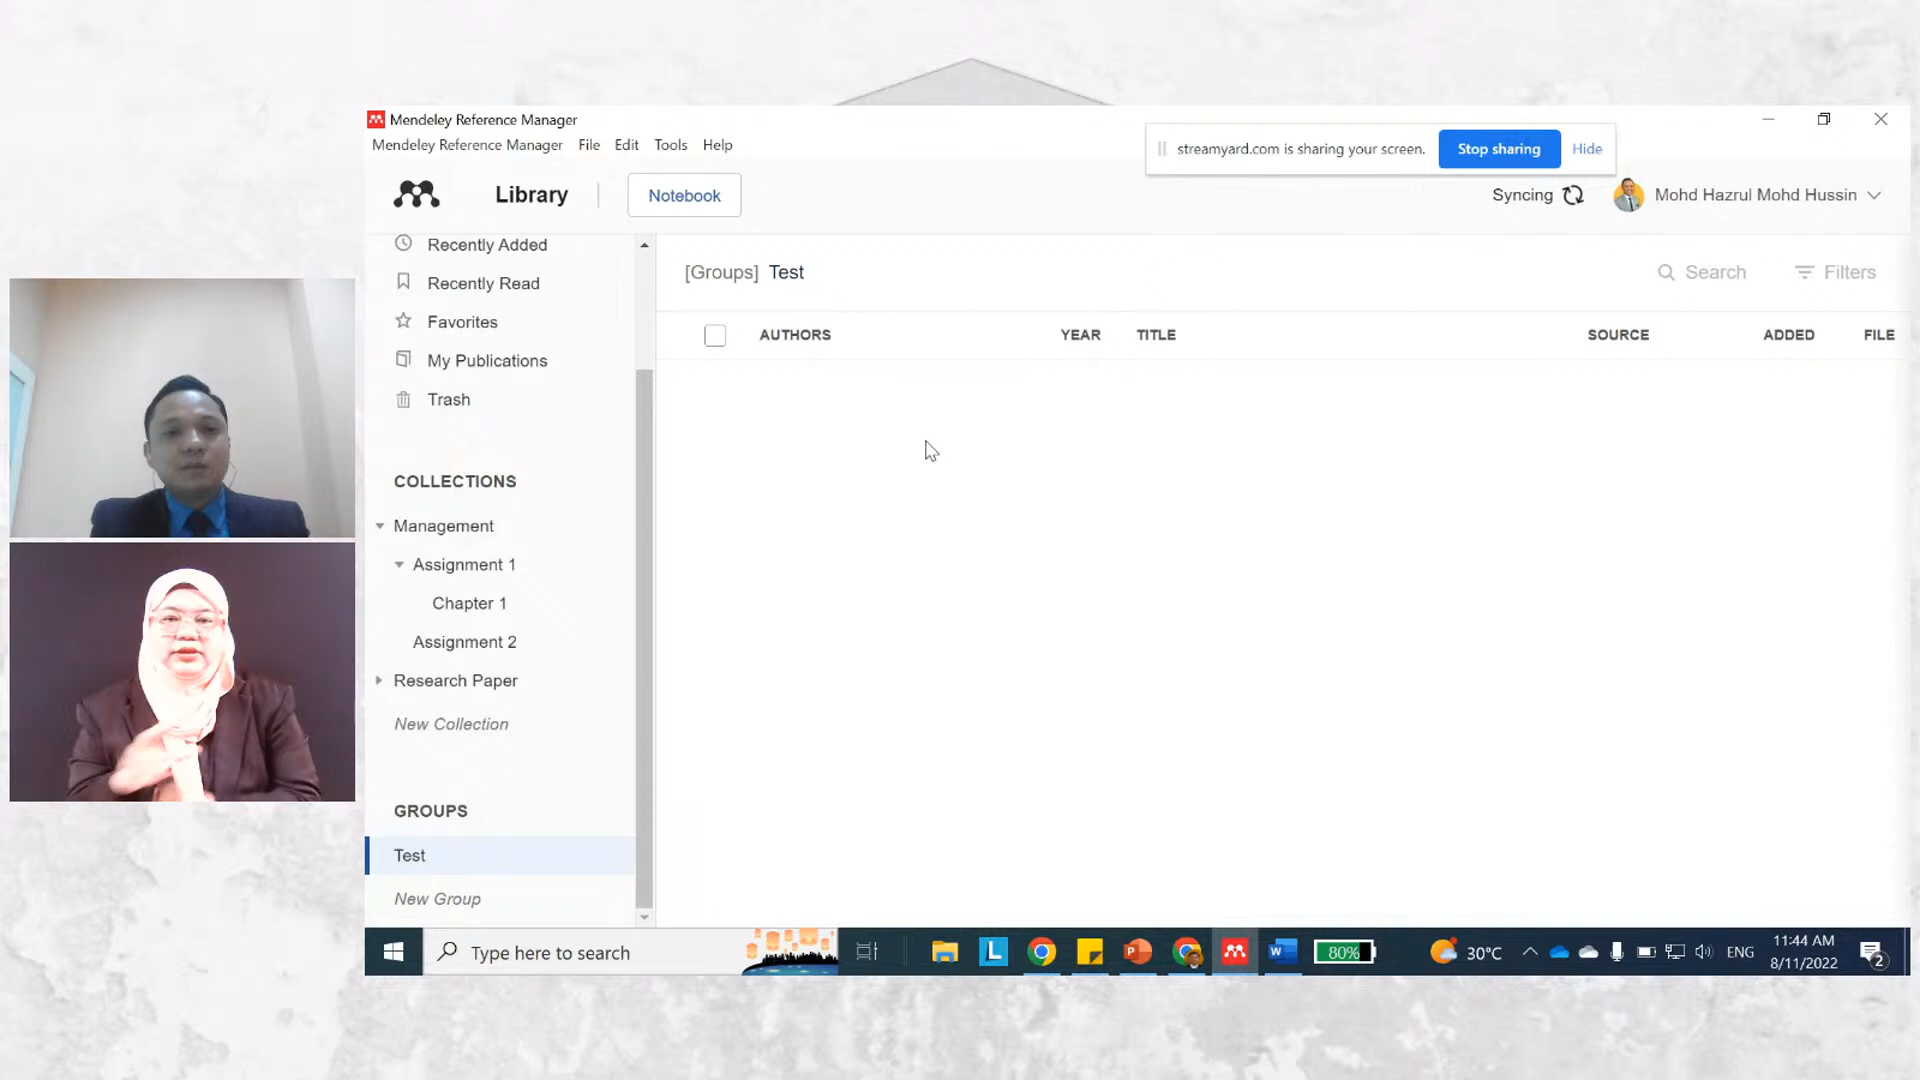 Mendeley Reference Manager
Mendeley Reference Manager File Edit Tools Help
streamyard.com is sharing your screen. Stop sharing Hide
Library Notebook
Syncing Mohd Hazrul Mohd Hussin
Recently Added
Recently Read
Favorites
My Publications
Trash
COLLECTIONS
Management
Assignment 1
Chapter 1
Assignment 2
Research Paper
New Collection
GROUPS
Test
New Group
[Groups] Test
Search Filters
AUTHORS YEAR TITLE SOURCE ADDED FILE
Type here to search
L
P
W
80%
30°C
ENG
11:44 AM
8/11/2022
2